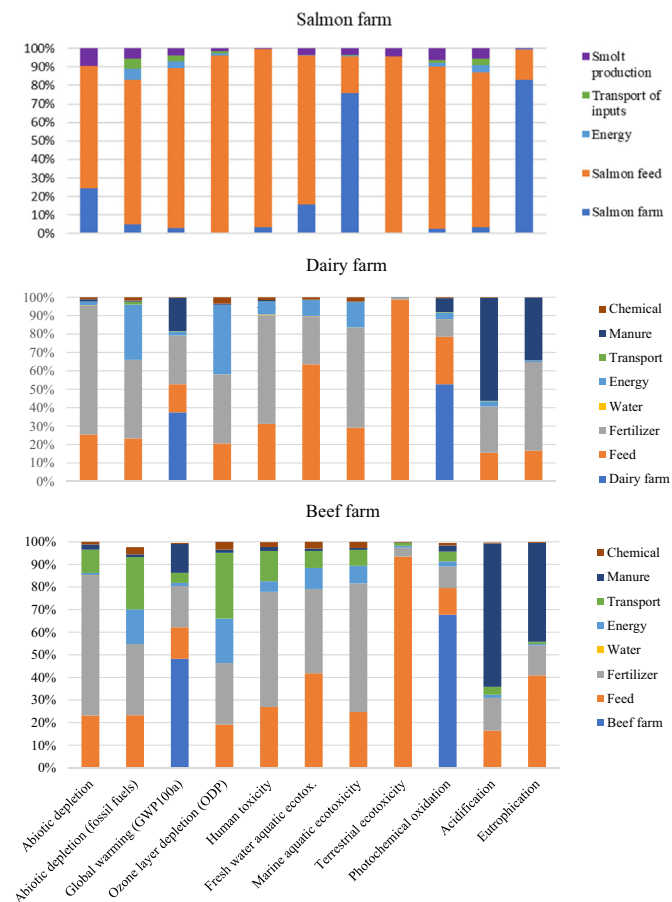 Salmon farm
100%
90%
80%
70%
60%
50%
40%
30%
20%
10%
0%
Smolt
production
Transport of
inputs
Energy
Salmon feed
Salmon farm
Dairy farm
100%
90%
80%
70%
60%
50%
40%
30%
20%
10%
0%
Chemical
Manure
Transport
Energy
Water
Fertilizer
Feed
Dairy farm
Beef farm
100%
90%
80%
70%
60%
50%
40%
30%
20%
10%
0%
Chemical
Manure
Transport
Energy
Water
Fertilizer
Feed
Beef farm
Abiotic depletion
Abiotic depletion (fossil fuels)
Global warming (GWP100a)
Ozone layer depletion (ODP)
Human toxicity
Fresh water aquatic ecotox.
Marine aquatic ecotoxicity
Terrestrial ecotoxicity
Photochemical oxidation
Acidification
Eutrophication